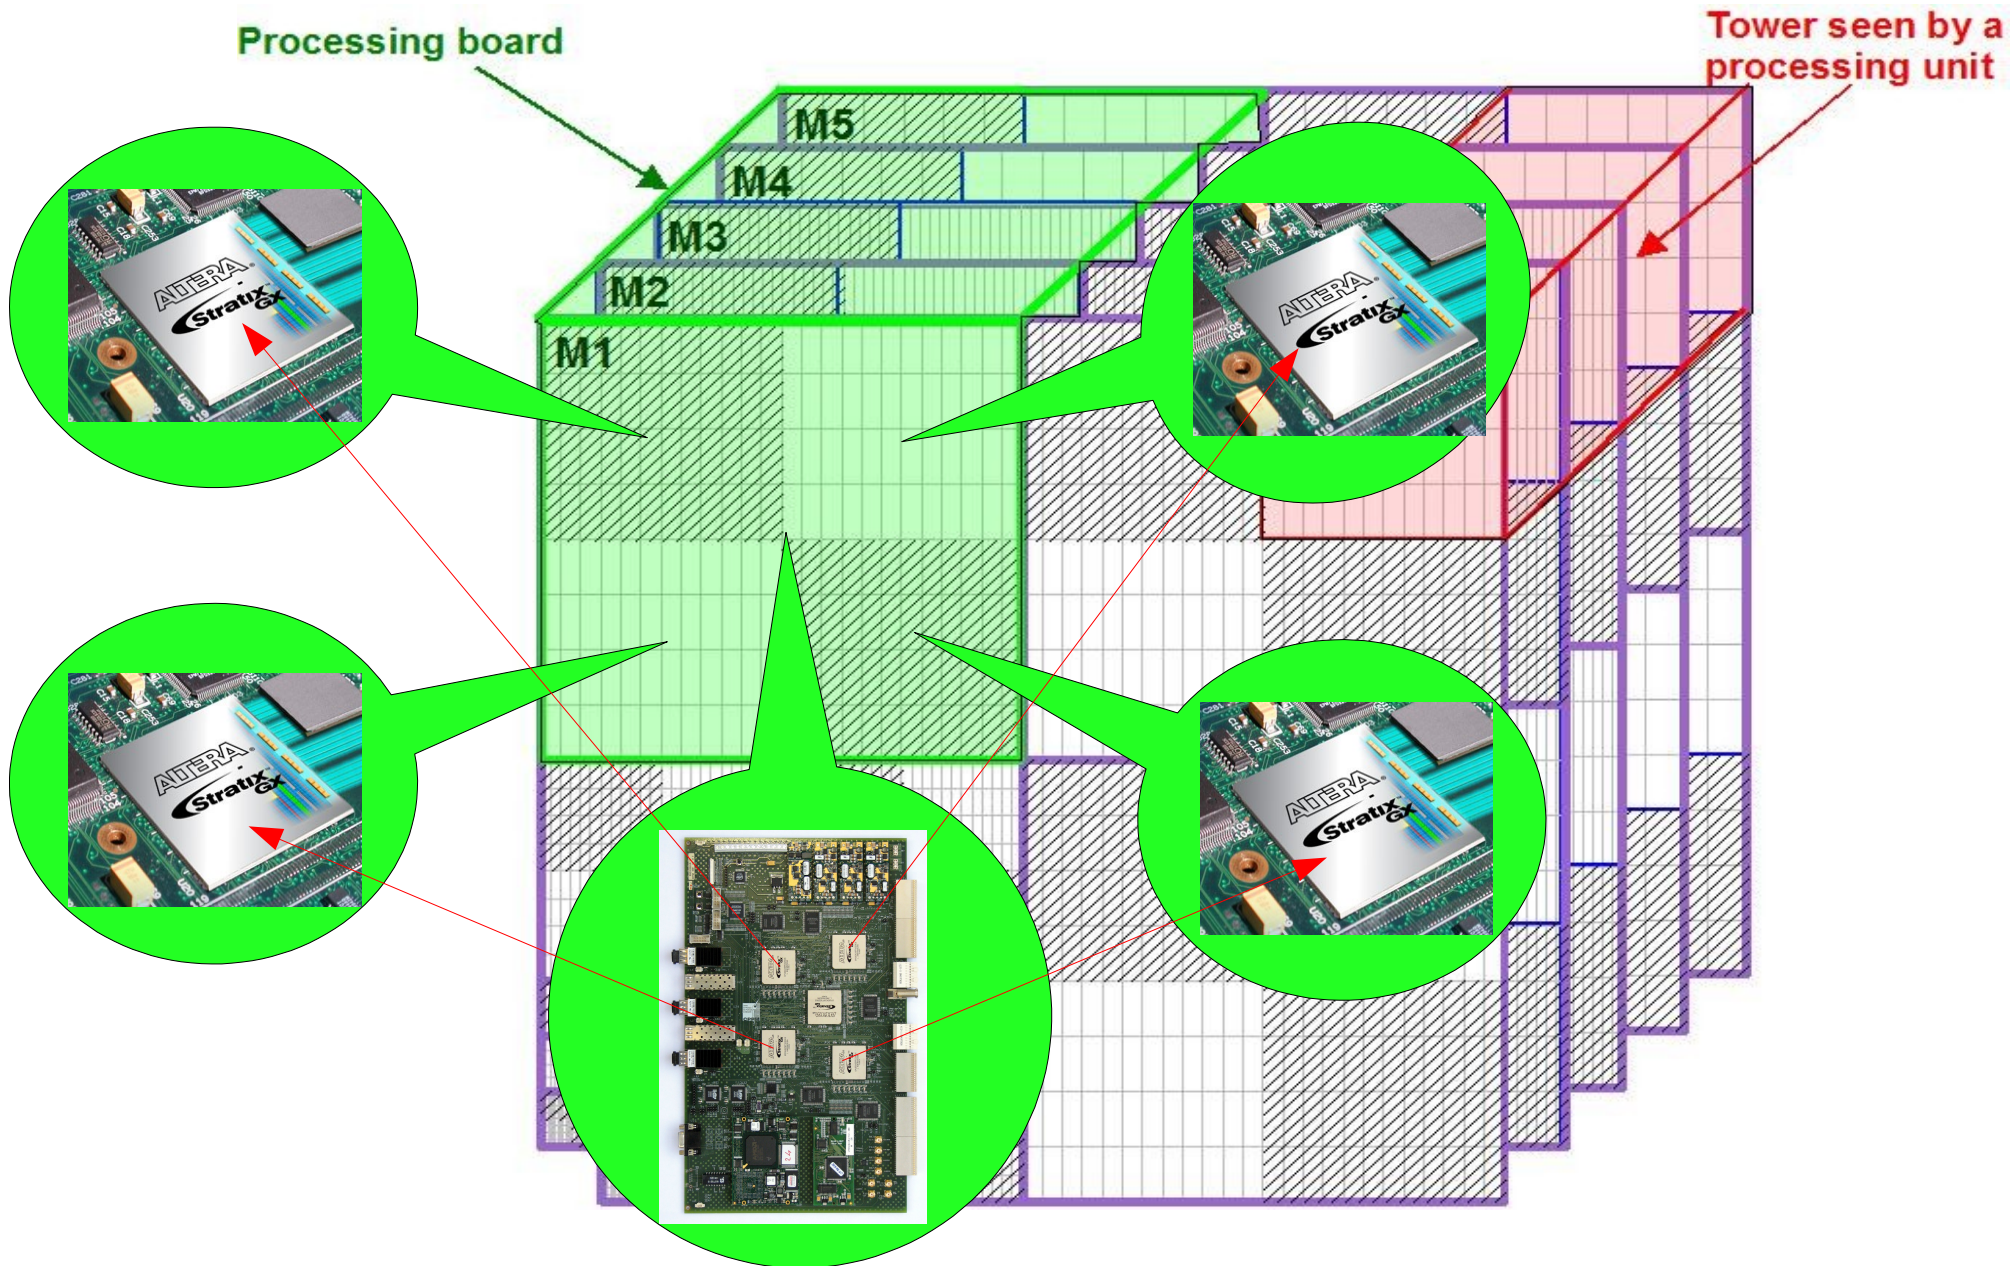 Processing board
Tower seen by a
processing unit
M5
M4
M3
M2
M1
ALTERA
Stratix
GX
ALTERA
Stratix
GX
ALTERA
Stratix
GX
ALTERA
Stratix
GX